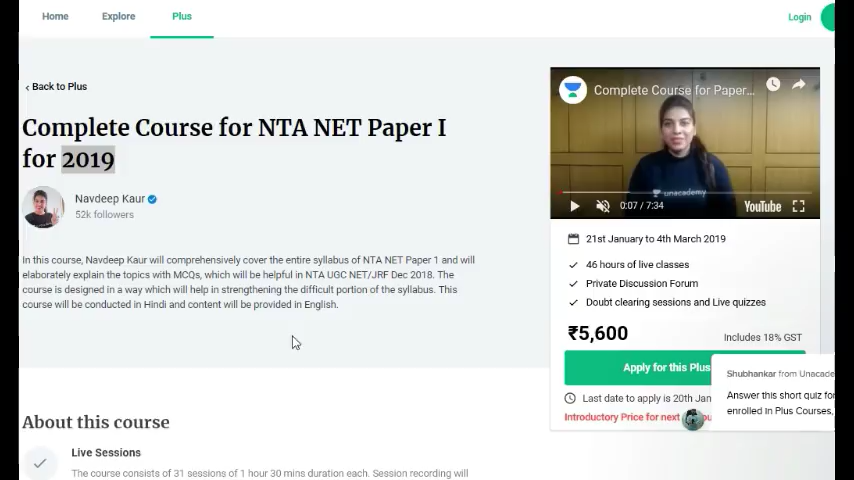 Home Explore Plus Login
Back to Plus
Complete Course for NTA NET Paper I
for 2019
Navdeep Kaur
52k followers
In this course, Navdeep Kaur will comprehensively cover the entire syllabus of NTA NET Paper 1 and will
elaborately explain the topics with MCQs, which will be helpful in NTA UGC NET/JRF Dec 2018. The
course is designed in a way which will help in strengthening the difficult portion of the syllabus. This
course will be conducted in Hindi and content will be provided in English.
About this course
Live Sessions
The course consists of 31 sessions of 1 hour 30 mins duration each. Session recording will
Complete Course for Paper...
unacademy
0:07 / 7:34
YouTube
21st January to 4th March 2019
46 hours of live classes
Private Discussion Forum
Doubt clearing sessions and Live quizzes
₹5,600 Includes 18% GST
Apply for this Plus
Last date to apply is 20th Jan
Introductory Price for next
Shubhankar from Unacade
Answer this short quiz for
enrolled in Plus Courses,